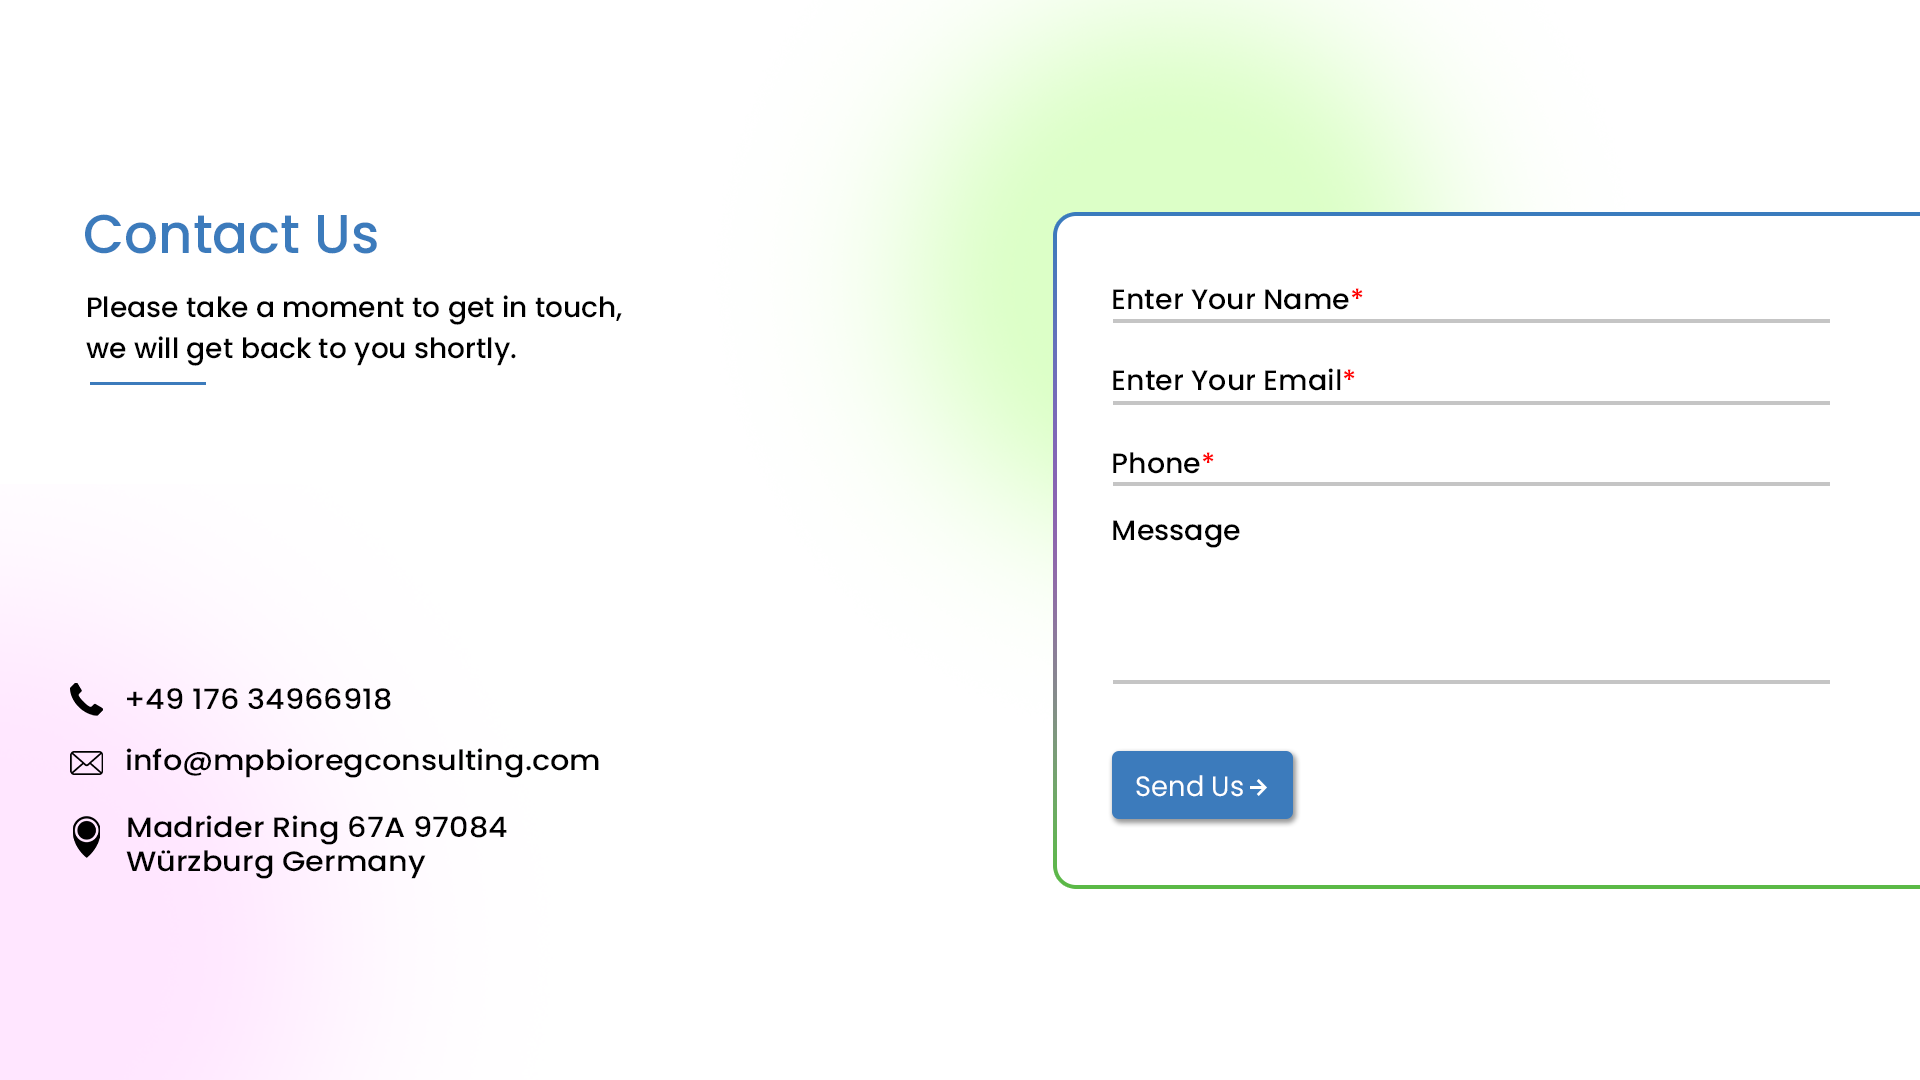 Contact Us
Please take a moment to get in touch,
we will get back to you shortly.
+49 176 34966918
info@mpbioregconsulting.com
Madrider Ring 67A 97084
Würzburg Germany
Enter Your Name*
Enter Your Email*
Phone*
Message
Send Us